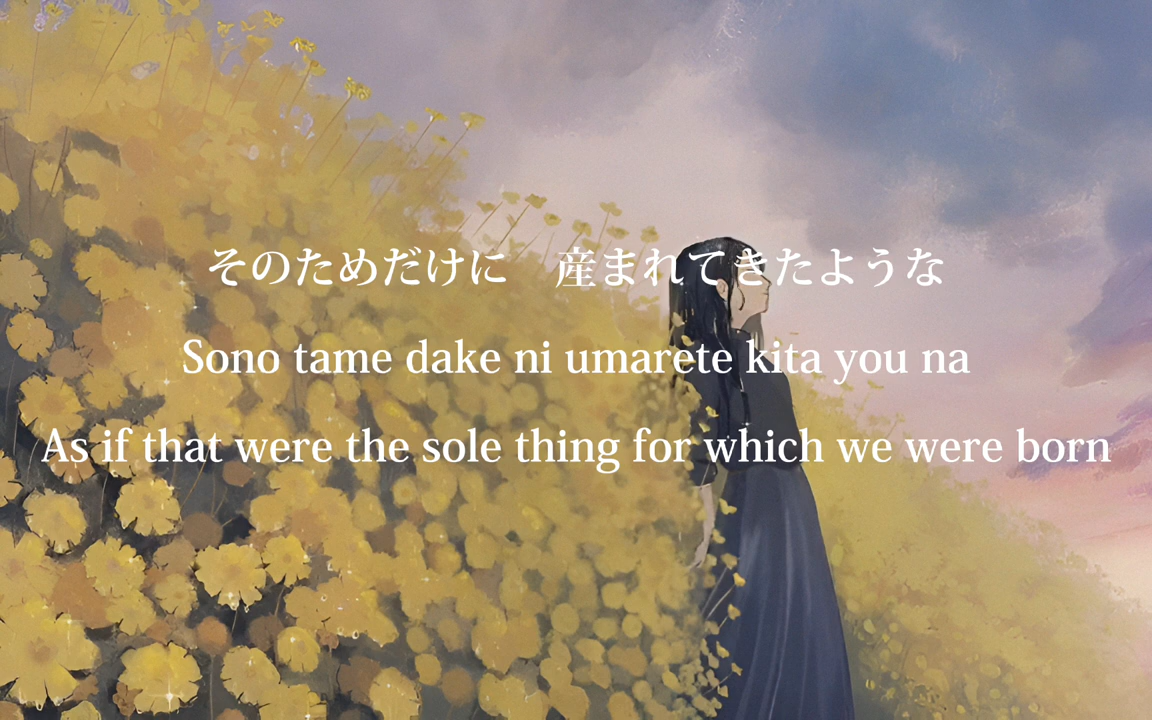 そのためだけに　産まれてきたような
Sono tame dake ni umarete kita you na
As if that were the sole thing for which we were born